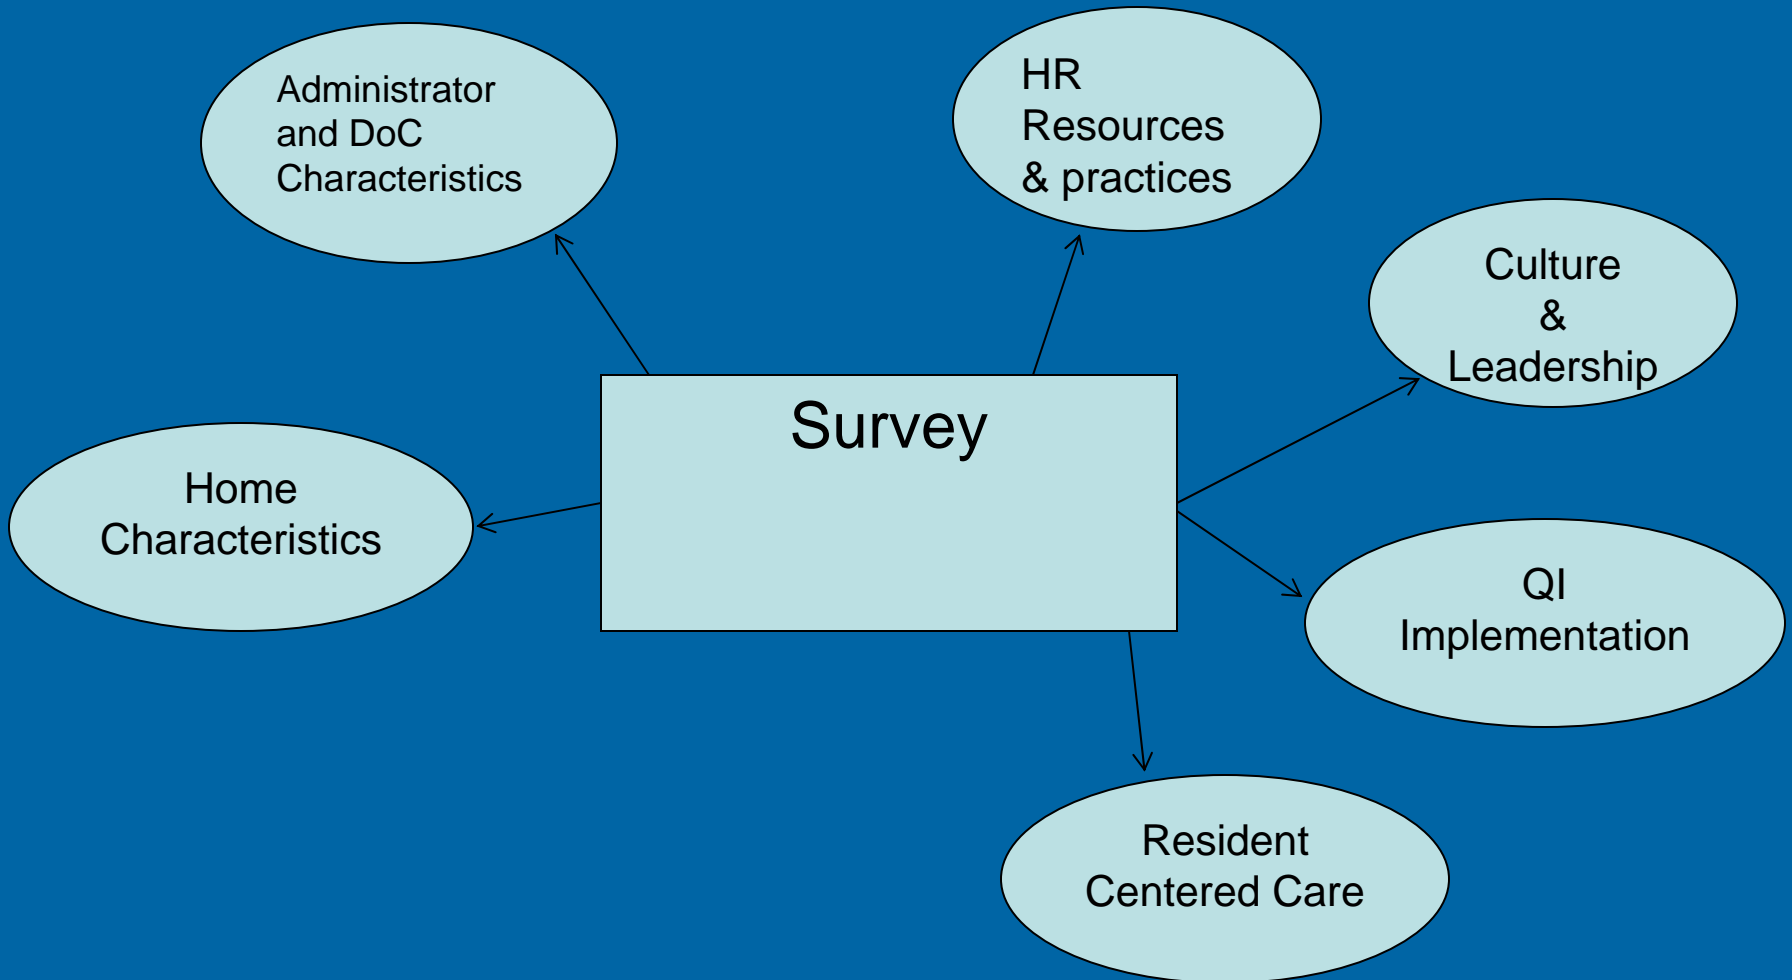 Administrator
and DoC
Characteristics
HR
Resources
& practices
Culture
&
Leadership
Survey
Home
Characteristics
QI
Implementation
Resident
Centered Care